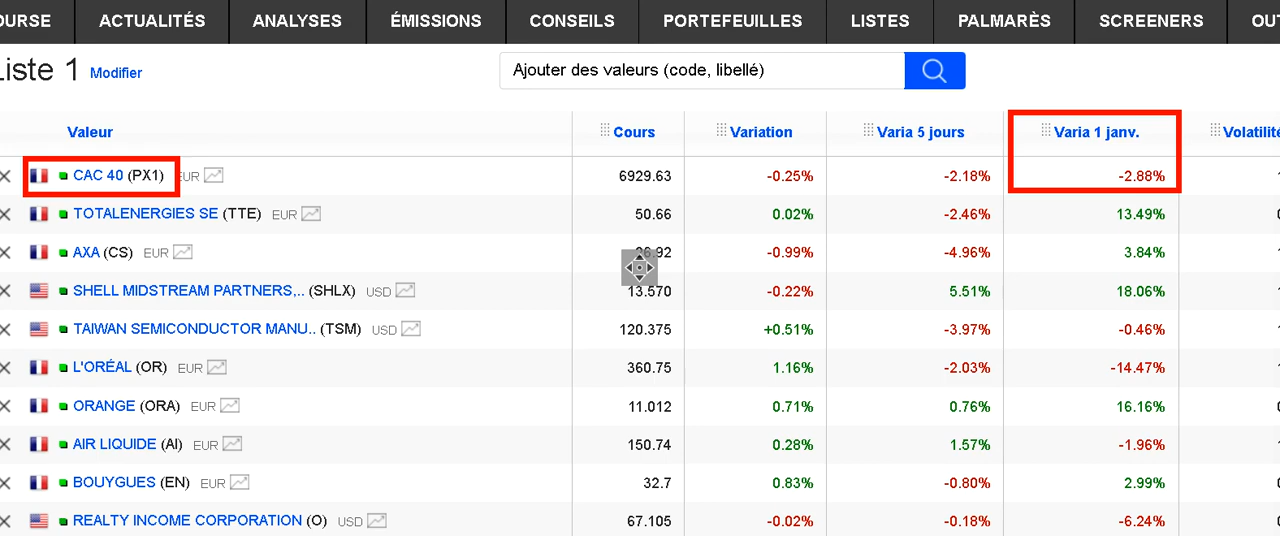 OURSE ACTUALITÉS ANALYSES ÉMISSIONS CONSEILS PORTEFEUILLES LISTES PALMARÈS SCREENERS OU
Liste 1 Modifier Ajouter des valeurs (code, libellé)
Valeur Cours Variation Varia 5 jours Varia 1 janv. Volatilité
CAC 40 (PX1) EUR 6929.63 -0.25% -2.18% -2.88%
TOTALENERGIES SE (TTE) EUR 50.66 0.02% -2.46% 13.49%
AXA (CS) EUR 26.92 -0.99% -4.96% 3.84%
SHELL MIDSTREAM PARTNERS,.. (SHLX) USD 13.570 -0.22% 5.51% 18.06%
TAIWAN SEMICONDUCTOR MANU.. (TSM) USD 120.375 +0.51% -3.97% -0.46%
L'ORÉAL (OR) EUR 360.75 1.16% -2.03% -14.47%
ORANGE (ORA) EUR 11.012 0.71% 0.76% 16.16%
AIR LIQUIDE (AI) EUR 150.74 0.28% 1.57% -1.96%
BOUYGUES (EN) EUR 32.7 0.83% -0.80% 2.99%
REALTY INCOME CORPORATION (O) USD 67.105 -0.02% -0.18% -6.24%